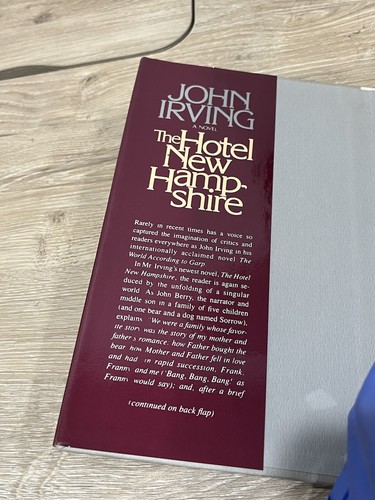 JOHN
IRVING
A NOVEL
The Hotel
New
Hamp-
shire
Rarely in recent times has a voice so
captured the imagination of critics and
readers everywhere as John Irving in his
internationally acclaimed novel The
World According to Garp
In Mr Irving's newest novel, The Hotel
New Hampshire, the reader is again se-
duced by the unfolding of a singular
world As John Berry, the narrator and
middle son in a family of five children
(and one bear and a dog named Sorrow),
explains "We were a family whose favor-
ite story was the story of my mother and
father's romance: how Father bought the
bear how Mother and Father fell in love
and had in rapid succession, Frank,
Franny and me ('Bang, Bang, Bang' as
Franny would say); and, after a brief
(continued on back flap)